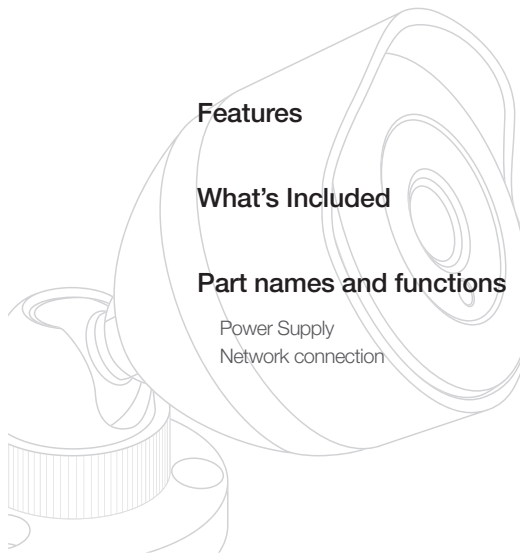 Features
What's Included
Part names and functions
Power Supply
Network connection